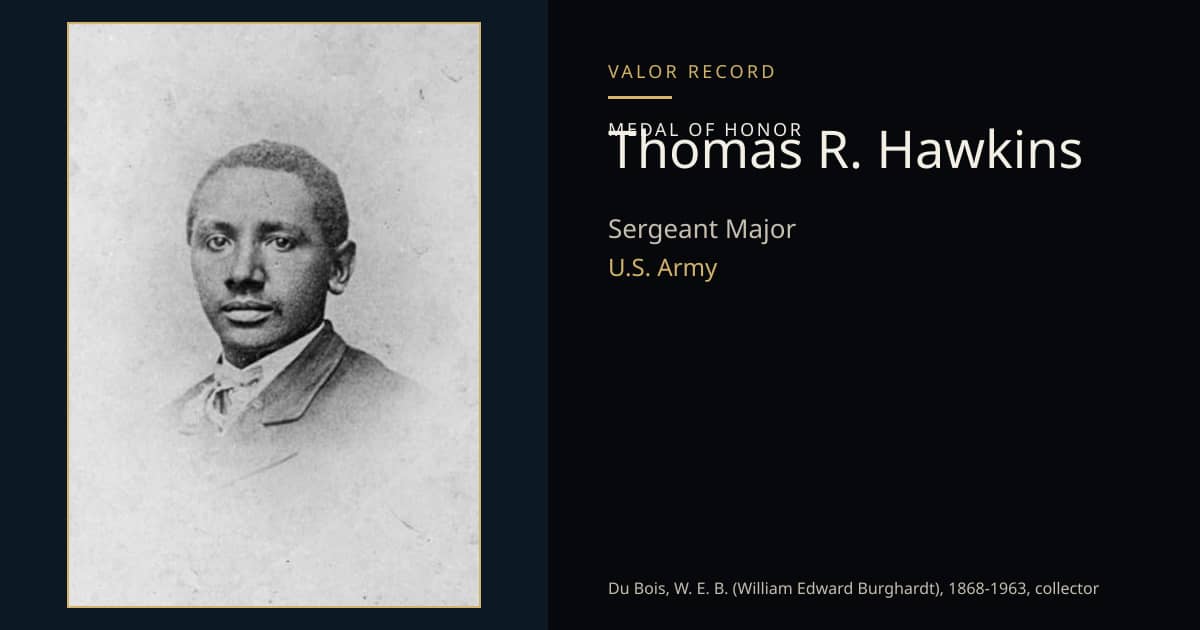 VALOR RECORD
MEDAL OF HONOR
Thomas R. Hawkins
Sergeant Major
U.S. Army
Du Bois, W. E. B. (William Edward Burghardt), 1868-1963, collector